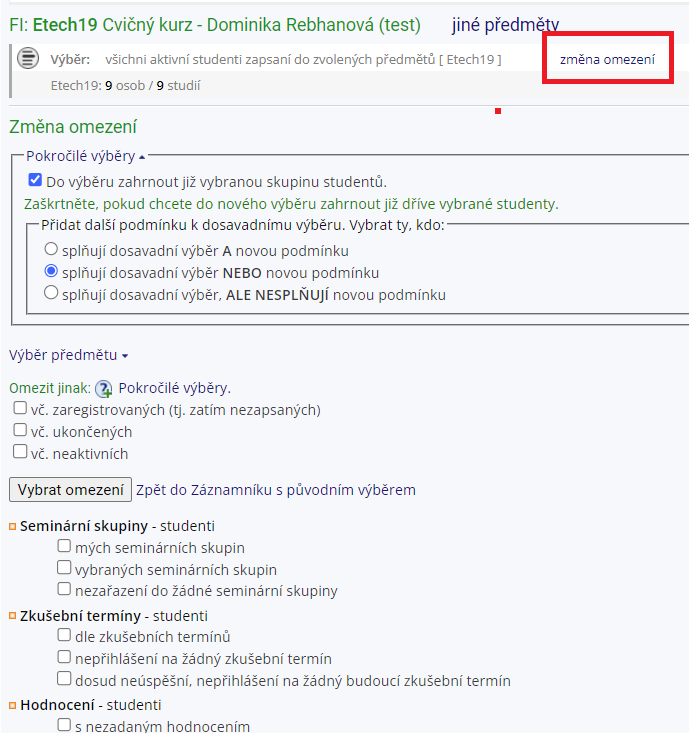 FI: Etech19 Cvičný kurz - Dominika Rebhanová (test) jiné předměty
Výběr: všichni aktivní studenti zapsaní do zvolených předmětů [ Etech19 ] změna omezení
Etech19: 9 osob / 9 studií
Změna omezení
Pokročilé výběry
Do výběru zahrnout již vybranou skupinu studentů.
Zaškrtněte, pokud chcete do nového výběru zahrnout již dříve vybrané studenty.
Přidat další podmínku k dosavadnímu výběru. Vybrat ty, kdo:
splňují dosavadní výběr A novou podmínku
splňují dosavadní výběr NEBO novou podmínku
splňují dosavadní výběr, ALE NESPLŇUJÍ novou podmínku
Výběr předmětu
Omezit jinak: Pokročilé výběry.
vč. zaregistrovaných (tj. zatím nezapsaných)
vč. ukončených
vč. neaktivních
Vybrat omezení Zpět do Záznamníku s původním výběrem
Seminární skupiny - studenti
mých seminárních skupin
vybraných seminárních skupin
nezařazení do žádné seminární skupiny
Zkušební termíny - studenti
dle zkušebních termínů
nepřihlášení na žádný zkušební termín
dosud neúspěšní, nepřihlášení na žádný budoucí zkušební termín
Hodnocení - studenti
s nezadaným hodnocením